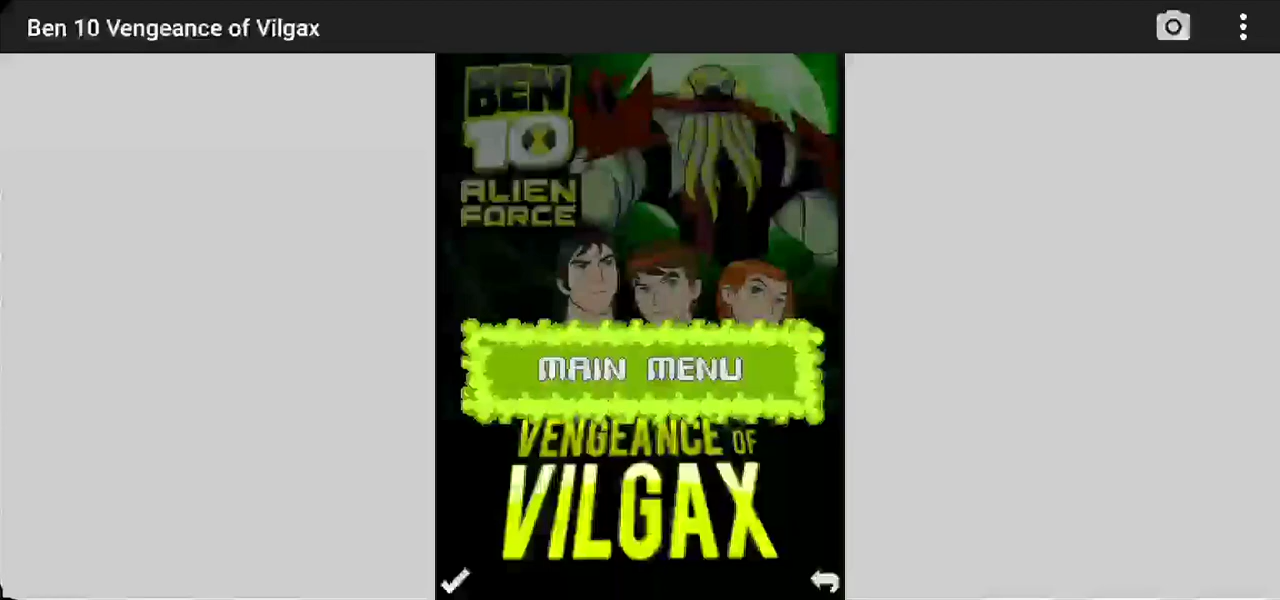 Ben 10 Vengeance of Vilgax
BEN
10
ALIEN
FORCE
MAIN MENU
VENGEANCE OF
VILGAX